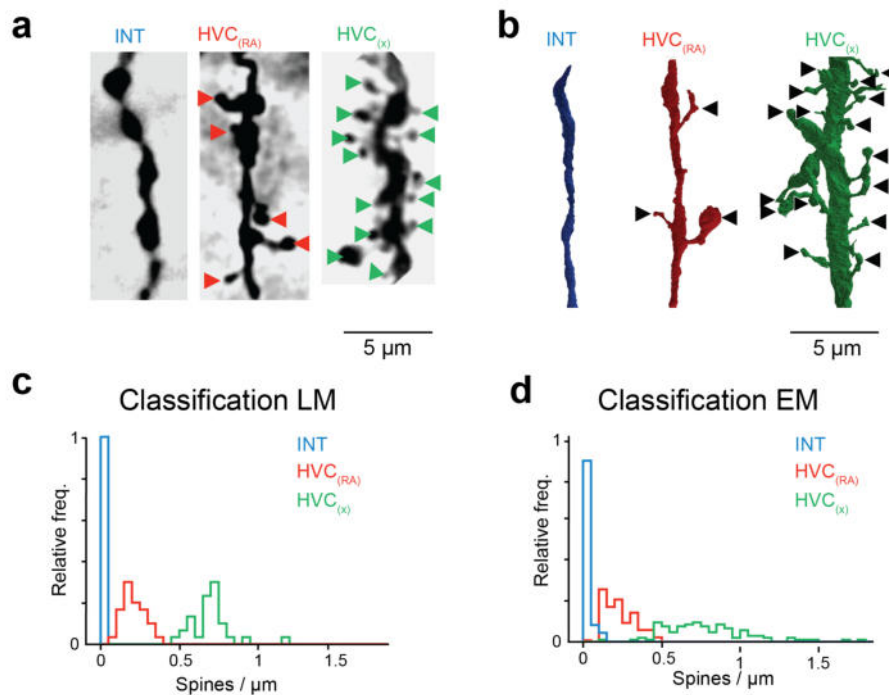 a
INT HVC(RA) HVC(x)
5 µm
b
INT HVC(RA) HVC(x)
5 µm
c
Classification LM
1
INT
HVC(RA)
HVC(x)
Relative freq.
0
0 0.5 1 1.5
Spines / µm
d
Classification EM
1
INT
HVC(RA)
HVC(x)
Relative freq.
0
0 0.5 1 1.5
Spines / µm